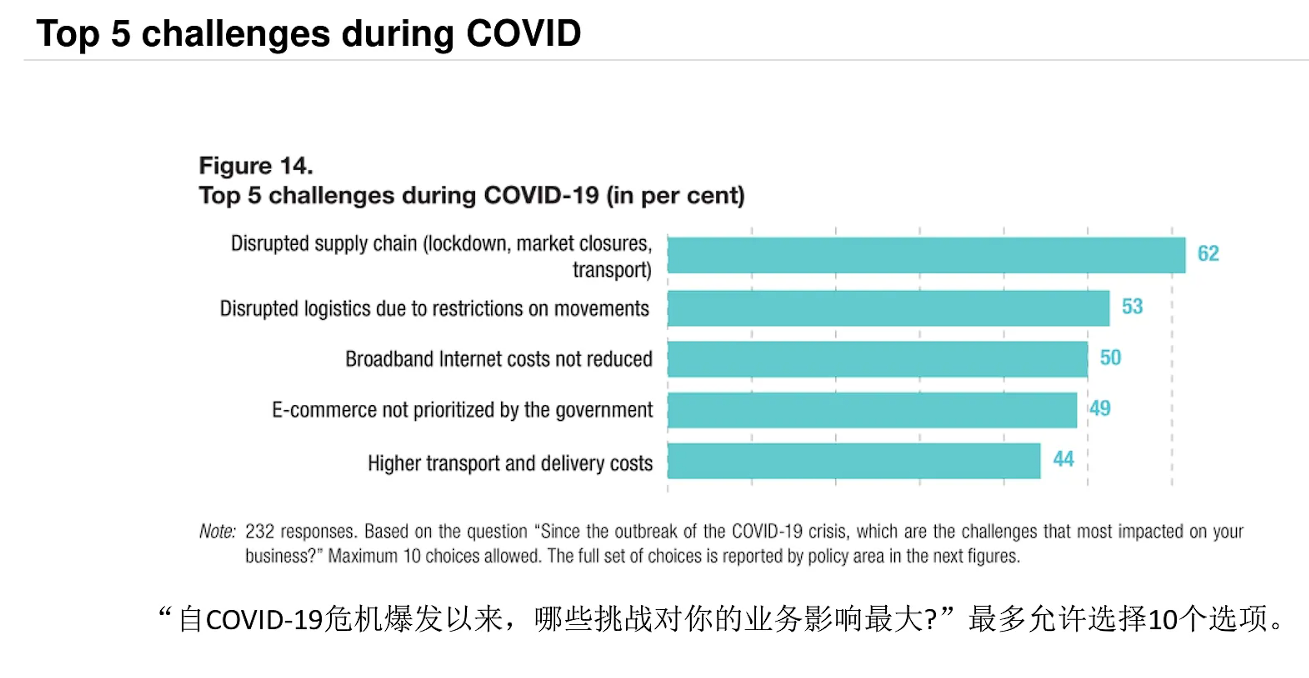 Top 5 challenges during COVID
Figure 14.
Top 5 challenges during COVID-19 (in per cent)
Disrupted supply chain (lockdown, market closures,
transport)
62
Disrupted logistics due to restrictions on movements
53
Broadband Internet costs not reduced
50
E-commerce not prioritized by the government
49
Higher transport and delivery costs
44
Note: 232 responses. Based on the question “Since the outbreak of the COVID-19 crisis, which are the challenges that most impacted on your
business?” Maximum 10 choices allowed. The full set of choices is reported by policy area in the next figures.
“自COVID-19危机爆发以来，哪些挑战对你的业务影响最大?”最多允许选择10个选项。